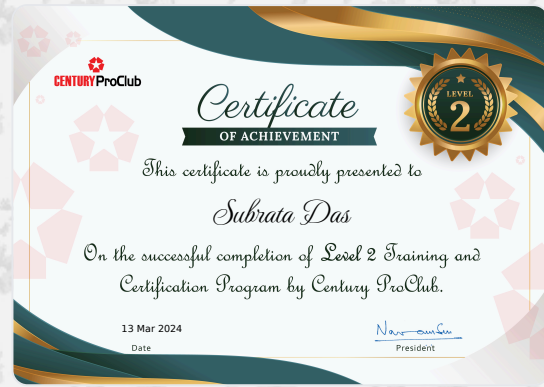 CENTURY ProClub
LEVEL
2
Certificate
OF ACHIEVEMENT
This certificate is proudly presented to
Subrata Das
On the successful completion of Level 2 Training and
Certification Program by Century ProClub.
13 Mar 2024
Date
President